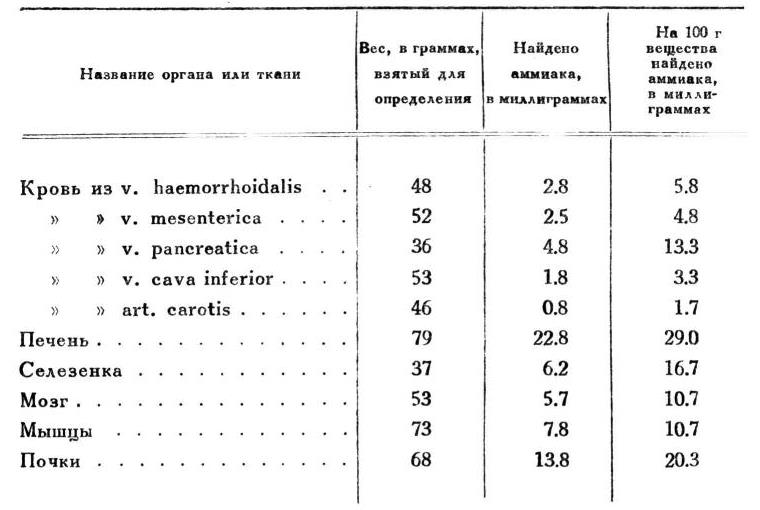 Название органа или ткани
Вес, в граммах,
взятый для
определения
Найдено
аммиака,
в миллиграммах
На 100 г
вещества
найдено
аммиака,
в милли-
граммах
Кровь из v. haemorrhoidalis . . 48 2.8 5.8
» » v. mesenterica . . . . 52 2.5 4.8
» » v. pancreatica . . . . 36 4.8 13.3
» » v. cava inferior . . . . 53 1.8 3.3
» » art. carotis . . . . . . 46 0.8 1.7
Печень . . . . . . . . . . . . . 79 22.8 29.0
Селезенка . . . . . . . . . . . 37 6.2 16.7
Мозг . . . . . . . . . . . . . . 53 5.7 10.7
Мышцы . . . . . . . . . . . . 73 7.8 10.7
Почки . . . . . . . . . . . . . 68 13.8 20.3